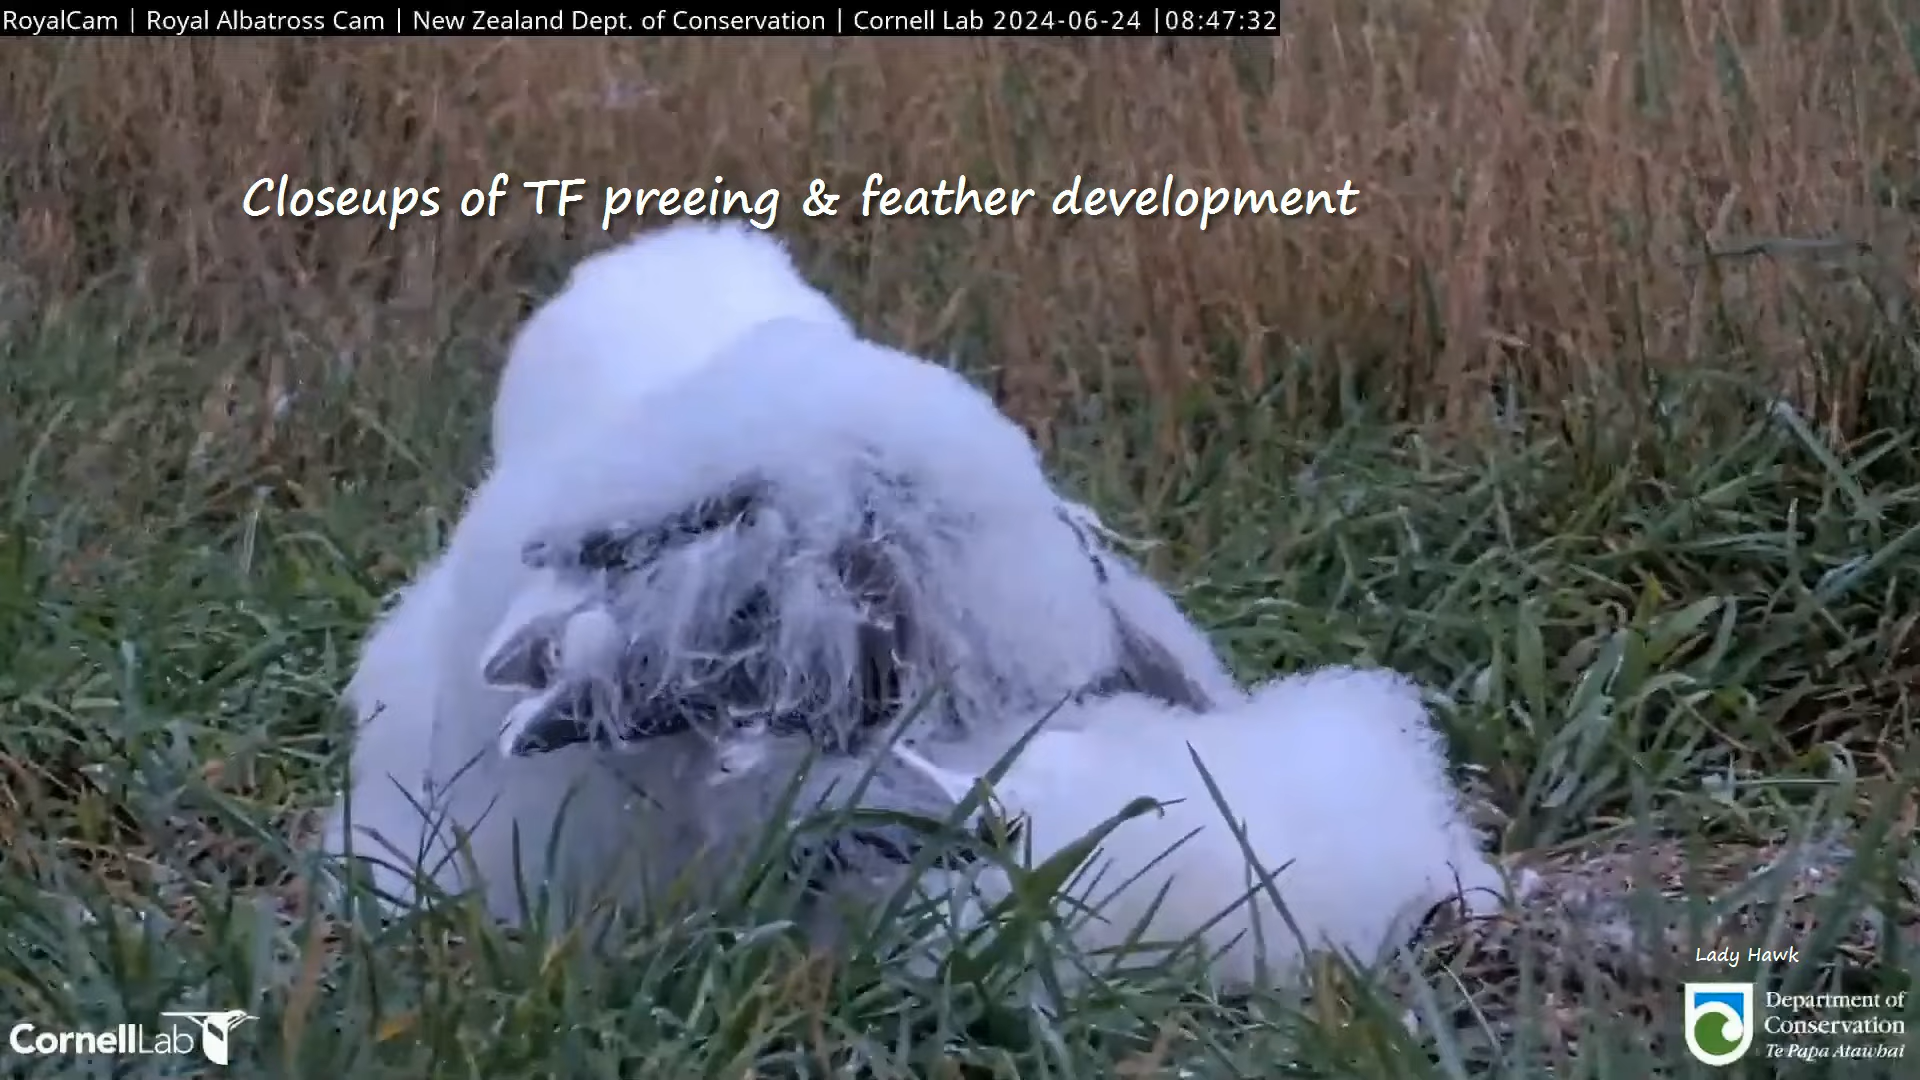 RoyalCam | Royal Albatross Cam | New Zealand Dept. of Conservation | Cornell Lab 2024-06-24 |08:47:32
Closeups of TF preeing & feather development
Lady Hawk
CornellLab
Department of
Conservation
Te Papa Atawhai